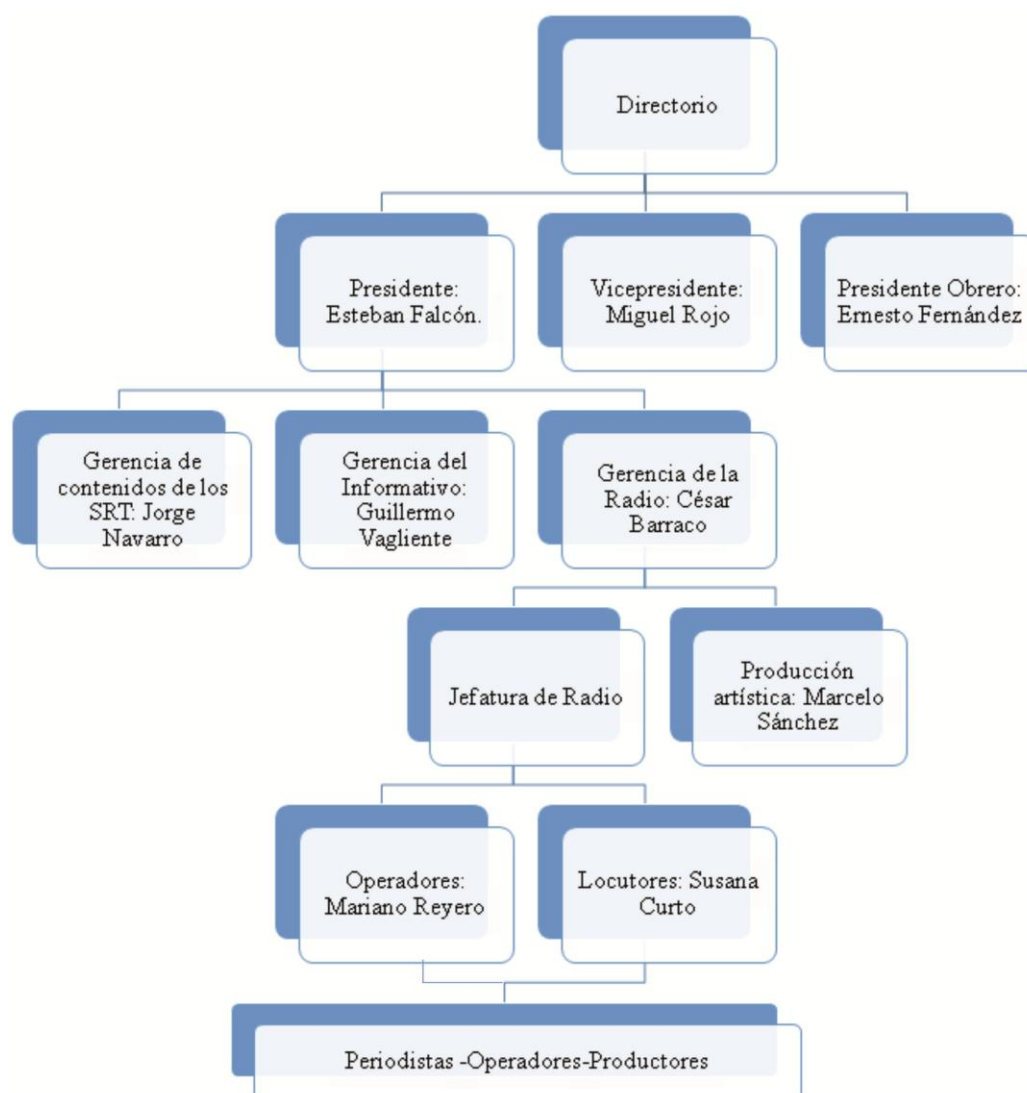 Directorio
Presidente:
Esteban Falcón.
Vicepresidente:
Miguel Rojo
Presidente Obrero:
Ernesto Fernández
Gerencia de
contenidos de los
SRT: Jorge
Navarro
Gerencia del
Informativo:
Guillermo
Vagliente
Gerencia de la
Radio: César
Barraco
Jefatura de Radio
Producción
artística: Marcelo
Sánchez
Operadores:
Mariano Reyero
Locutores: Susana
Curto
Periodistas -Operadores-Productores